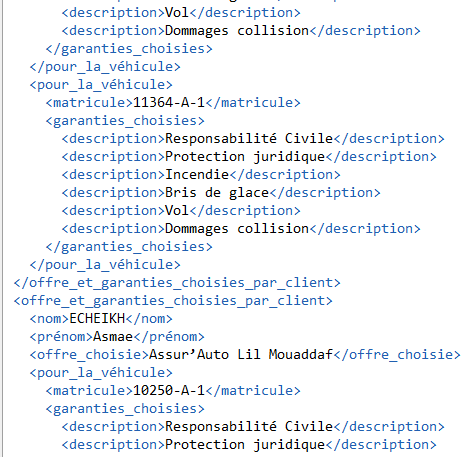 <description>Vol</description>
<description>Dommages collision</description>
</garanties_choisies>
</pour_la_véhicule>
<pour_la_véhicule>
<matricule>11364-A-1</matricule>
<garanties_choisies>
<description>Responsabilité Civile</description>
<description>Protection juridique</description>
<description>Incendie</description>
<description>Bris de glace</description>
<description>Vol</description>
<description>Dommages collision</description>
</garanties_choisies>
</pour_la_véhicule>
</offre_et_garanties_choisies_par_client>
<offre_et_garanties_choisies_par_client>
<nom>ECHEIKH</nom>
<prénom>Asmae</prénom>
<offre_choisie>Assur’Auto Lil Mouaddaf</offre_choisie>
<pour_la_véhicule>
<matricule>10250-A-1</matricule>
<garanties_choisies>
<description>Responsabilité Civile</description>
<description>Protection juridique</description>